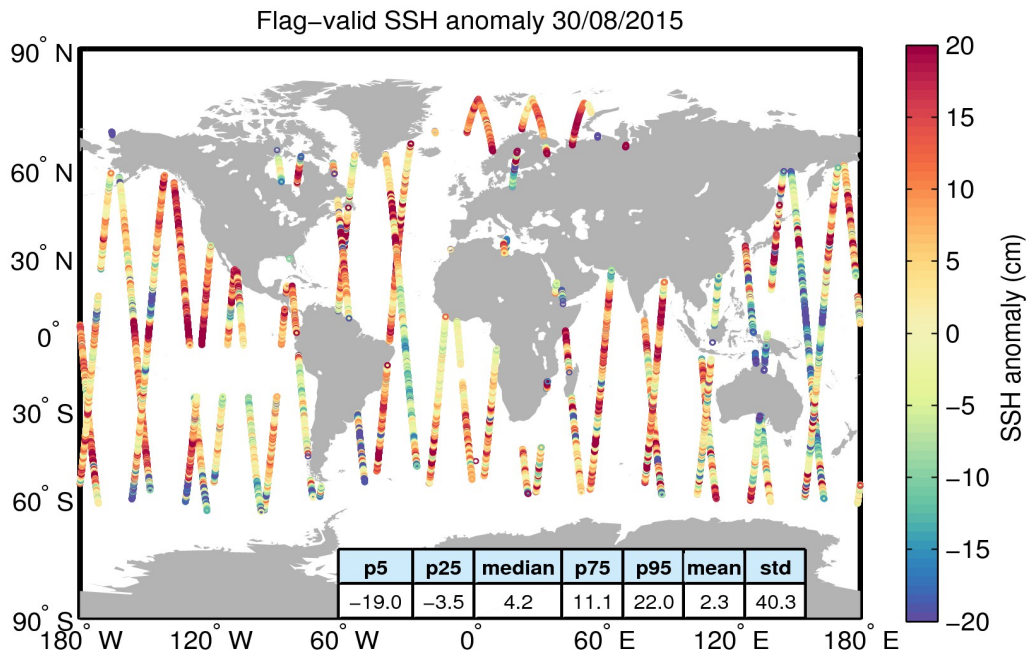 Flag−valid SSH anomaly 30/08/2015
90° N
60° N
30° N
0°
30° S
60° S
90° S
180° W
120° W
60° W
0°
60° E
120° E
180° E
p5 p25 median p75 p95 mean std
−19.0 −3.5 4.2 11.1 22.0 2.3 40.3
20
15
10
5
0
−5
−10
−15
−20
SSH anomaly (cm)